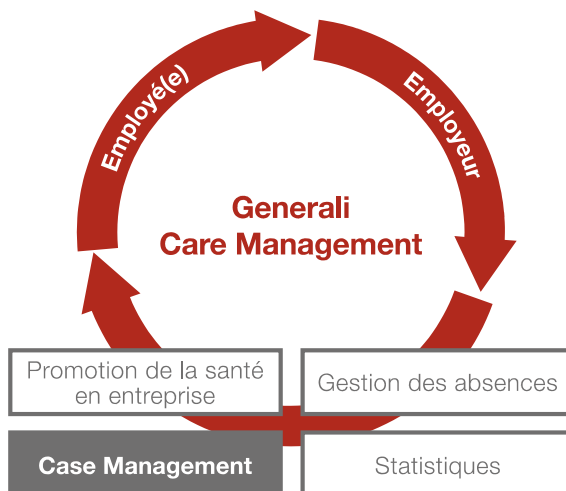 Employé(e)
Employeur
Generali
Care Management
Promotion de la santé
en entreprise
Gestion des absences
Case Management
Statistiques